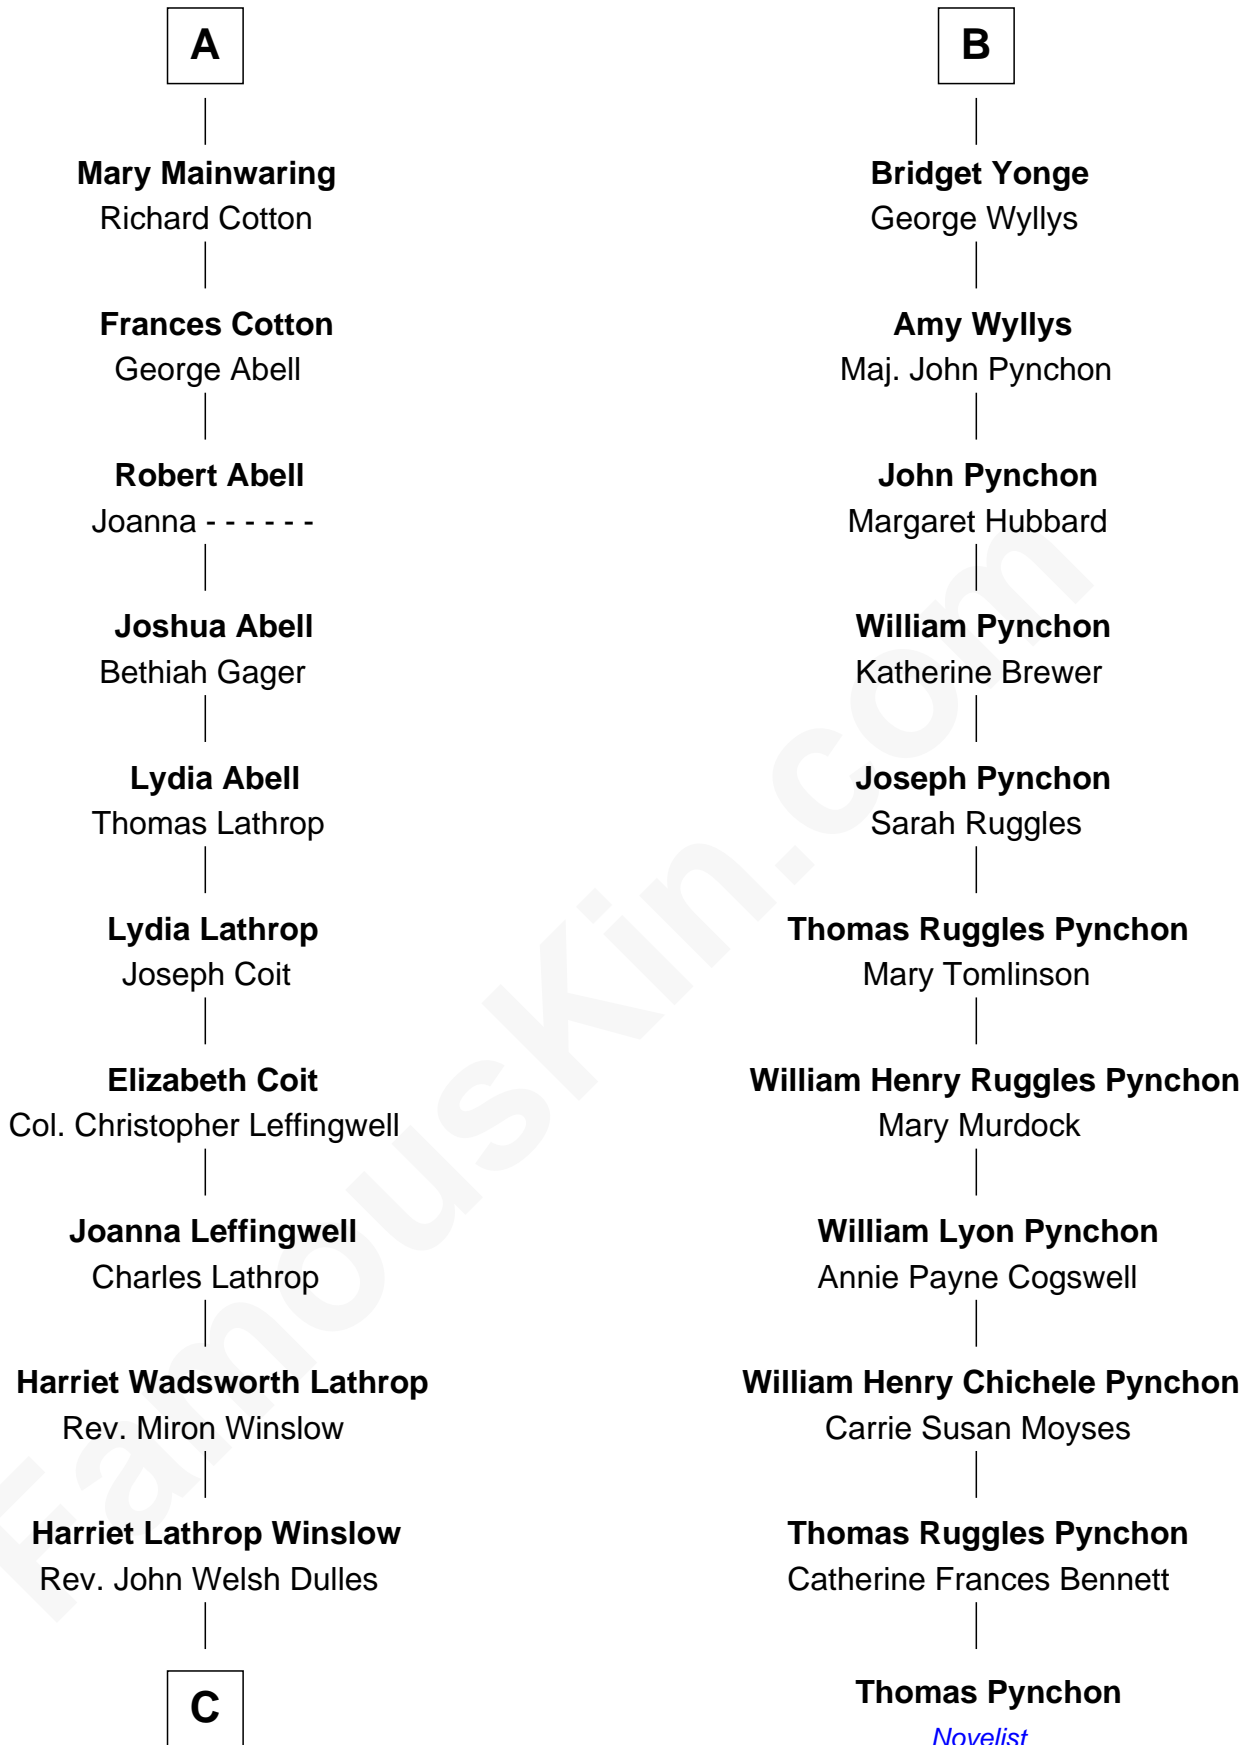 A
Mary Mainwaring
Richard Cotton
Frances Cotton
George Abell
Robert Abell
Joanna - - - - - -
Joshua Abell
Bethiah Gager
Lydia Abell
Thomas Lathrop
Lydia Lathrop
Joseph Coit
Elizabeth Coit
Col. Christopher Leffingwell
Joanna Leffingwell
Charles Lathrop
Harriet Wadsworth Lathrop
Rev. Miron Winslow
Harriet Lathrop Winslow
Rev. John Welsh Dulles
C
B
Bridget Yonge
George Wyllys
Amy Wyllys
Maj. John Pynchon
John Pynchon
Margaret Hubbard
William Pynchon
Katherine Brewer
Joseph Pynchon
Sarah Ruggles
Thomas Ruggles Pynchon
Mary Tomlinson
William Henry Ruggles Pynchon
Mary Murdock
William Lyon Pynchon
Annie Payne Cogswell
William Henry Chichele Pynchon
Carrie Susan Moyses
Thomas Ruggles Pynchon
Catherine Frances Bennett
Thomas Pynchon
Novelist
FamousKin.com